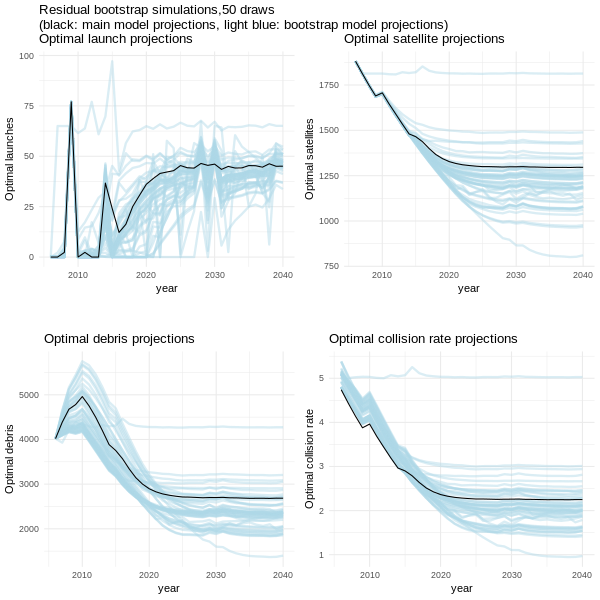 Residual bootstrap simulations,50 draws
(black: main model projections, light blue: bootstrap model projections)
Optimal launch projections
Optimal launches
100
75
50
25
0
2010
2020
2030
2040
year
Optimal satellite projections
Optimal satellites
1750
1500
1250
1000
750
2010
2020
2030
2040
year
Optimal debris projections
Optimal debris
5000
4000
3000
2000
2010
2020
2030
2040
year
Optimal collision rate projections
Optimal collision rate
5
4
3
2
1
2010
2020
2030
2040
year